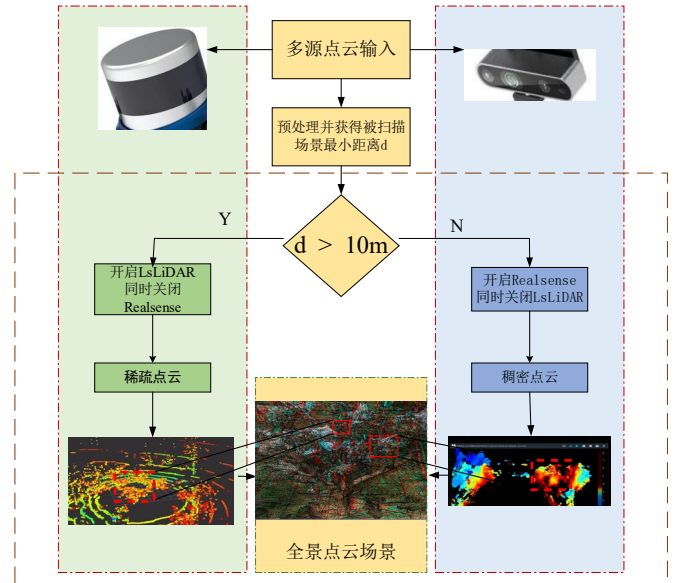 多源点云输入
预处理并获得被扫描
场景最小距离d
d > 10m
Y
N
开启LsLiDAR
同时关闭
Realsense
开启Realsense
同时关闭LsLiDAR
稀疏点云
稠密点云
全景点云场景